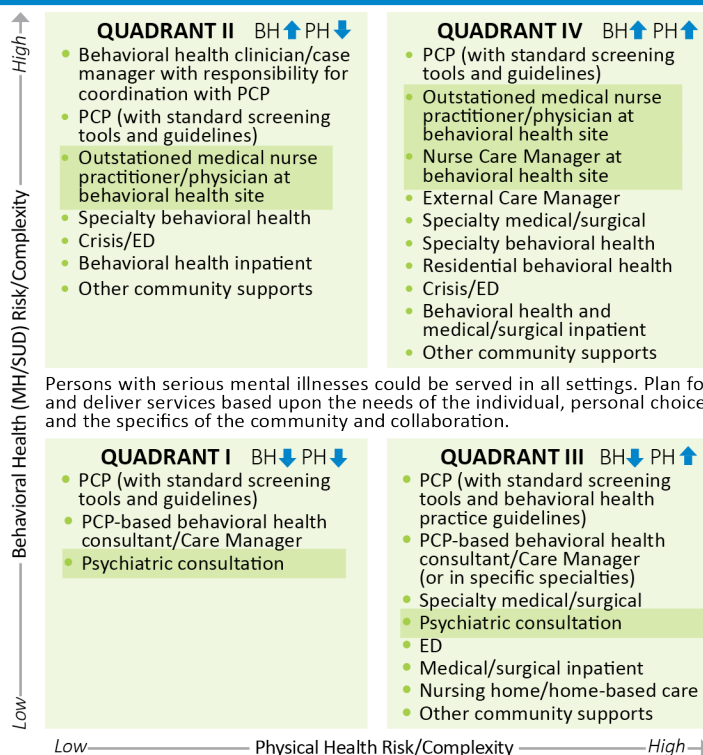 QUADRANT II BH PH
• Behavioral health clinician/case
manager with responsibility for
coordination with PCP
• PCP (with standard screening
tools and guidelines)
• Outstationed medical nurse
practitioner/physician at
behavioral health site
• Specialty behavioral health
• Crisis/ED
• Behavioral health inpatient
• Other community supports
QUADRANT IV BH PH
• PCP (with standard screening
tools and guidelines)
• Outstationed medical nurse
practitioner/physician at
behavioral health site
• Nurse Care Manager at
behavioral health site
• External Care Manager
• Specialty medical/surgical
• Specialty behavioral health
• Residential behavioral health
• Crisis/ED
• Behavioral health and
medical/surgical inpatient
• Other community supports
Persons with serious mental illnesses could be served in all settings. Plan fo
and deliver services based upon the needs of the individual, personal choice
and the specifics of the community and collaboration.
QUADRANT I BH PH
• PCP (with standard screening
tools and guidelines)
• PCP-based behavioral health
consultant/Care Manager
• Psychiatric consultation
QUADRANT III BH PH
• PCP (with standard screening
tools and behavioral health
practice guidelines)
• PCP-based behavioral health
consultant/Care Manager
(or in specific specialties)
• Specialty medical/surgical
• Psychiatric consultation
• ED
• Medical/surgical inpatient
• Nursing home/home-based care
• Other community supports
Low Behavioral Health (MH/SUD) Risk/Complexity High
Low Physical Health Risk/Complexity High